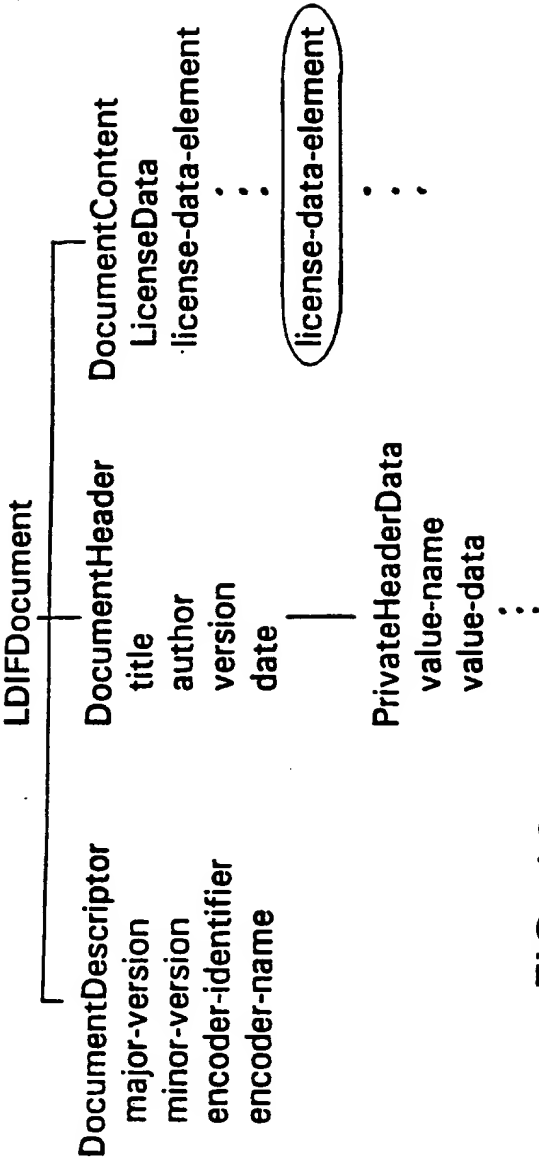 LDIFDocument
DocumentDescriptor
major-version
minor-version
encoder-identifier
encoder-name
DocumentHeader
title
author
version
date
PrivateHeaderData
value-name
value-data
DocumentContent
LicenseData
license-data-element
license-data-element